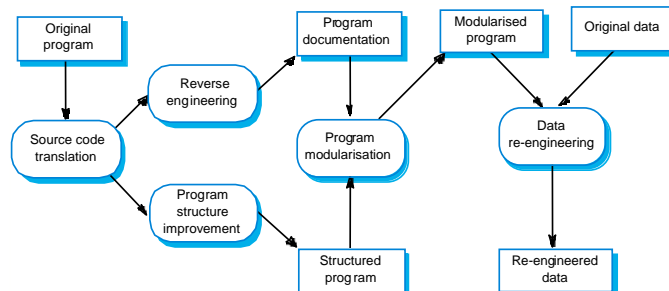 Original
program
Program
documentation
Modularised
program
Original data
Reverse
engineering
Source code
translation
Program
modularisation
Data
re-engineering
Program
structure
improvement
Structured
program
Re-engineered
data